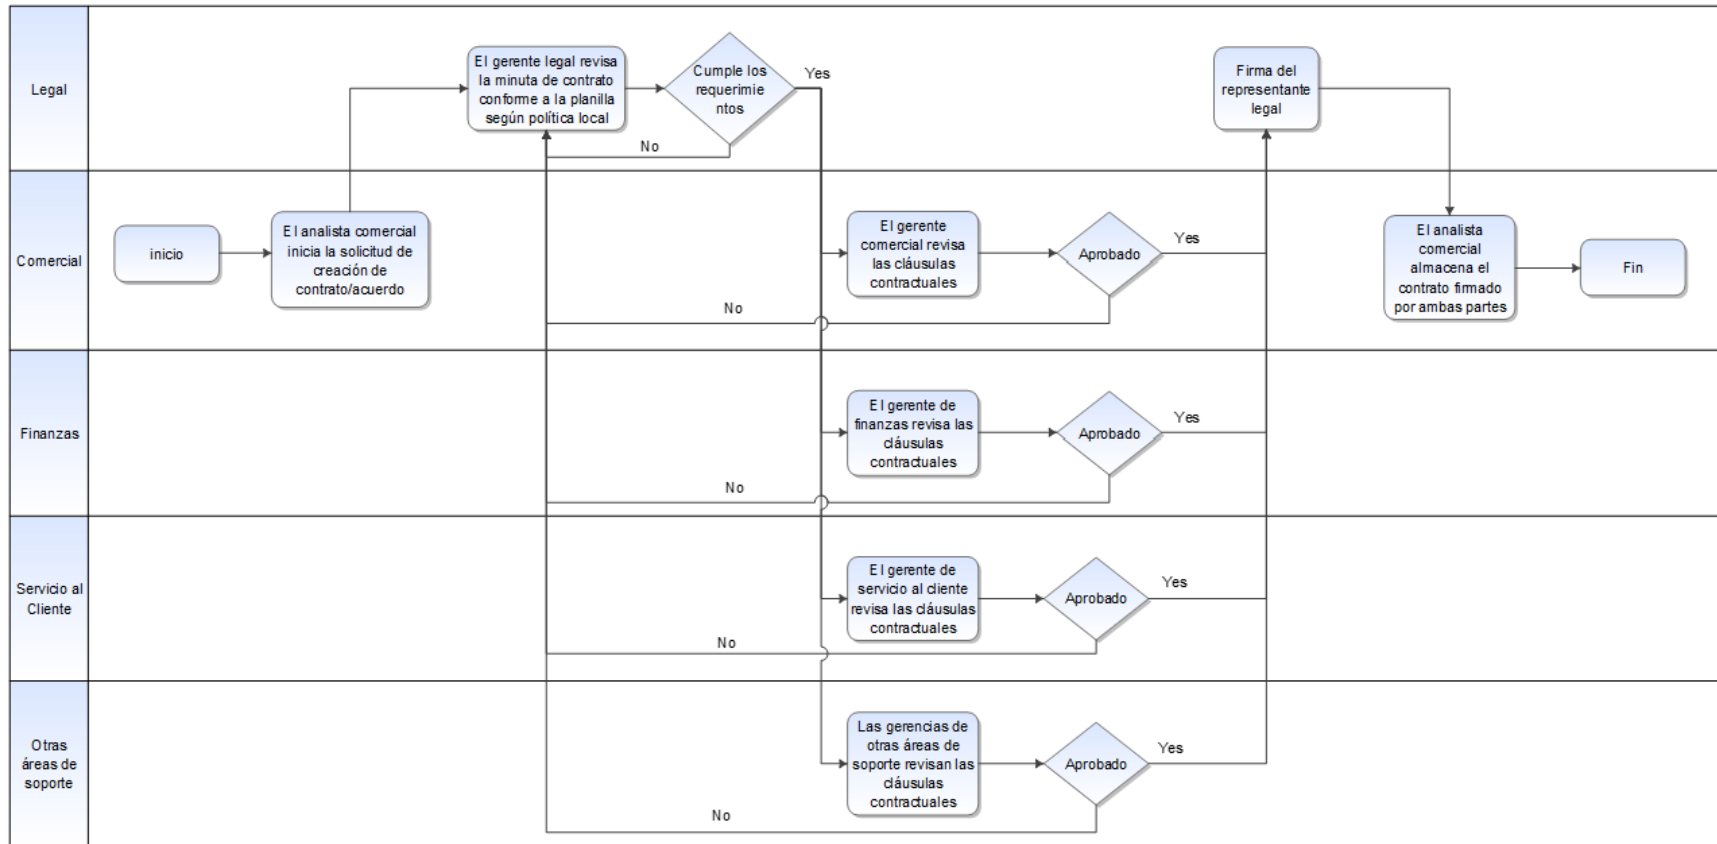 Legal
El gerente legal revisa
la minuta de contrato
conforme a la planilla
según política local
Cumple los
requerimie
ntos
Yes
No
Firma del
representante
legal
Comercial
inicio
El analista comercial
inicia la solicitud de
creación de
contrato/acuerdo
El gerente
comercial revisa
las cláusulas
contractuales
Aprobado
Yes
No
El analista
comercial
almacena el
contrato firmado
por ambas partes
Fin
Finanzas
El gerente de
finanzas revisa las
cláusulas
contractuales
Aprobado
Yes
No
Servicio al
Cliente
El gerente de
servicio al cliente
revisa las cláusulas
contractuales
Aprobado
Yes
No
Otras
áreas de
soporte
Las gerencias de
otras áreas de
soporte revisan las
cláusulas
contractuales
Aprobado
Yes
No